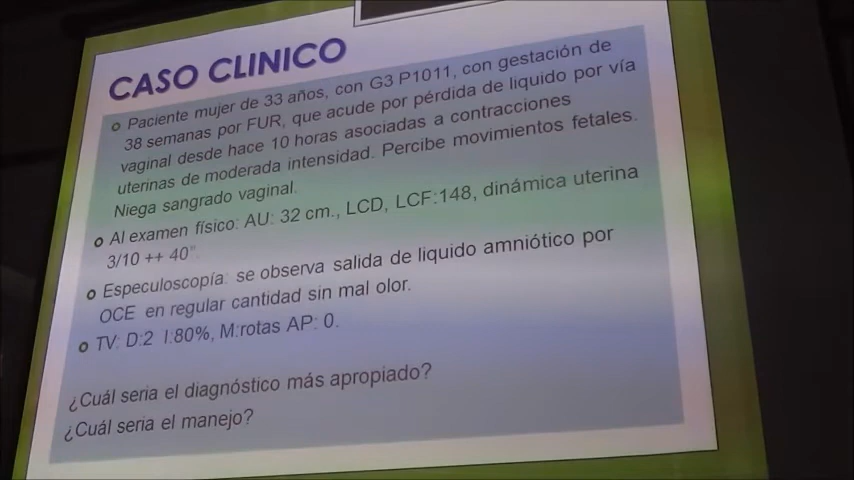 CASO CLINICO
Paciente mujer de 33 años, con G3 P1011, con gestación de
38 semanas por FUR, que acude por pérdida de liquido por vía
vaginal desde hace 10 horas asociadas a contracciones
uterinas de moderada intensidad. Percibe movimientos fetales.
Niega sangrado vaginal.
Al examen físico: AU: 32 cm., LCD, LCF:148, dinámica uterina
3/10 ++ 40”.
Especuloscopía: se observa salida de liquido amniótico por
OCE en regular cantidad sin mal olor.
TV: D:2 I:80%, M:rotas AP: 0.
¿Cuál seria el diagnóstico más apropiado?
¿Cuál seria el manejo?